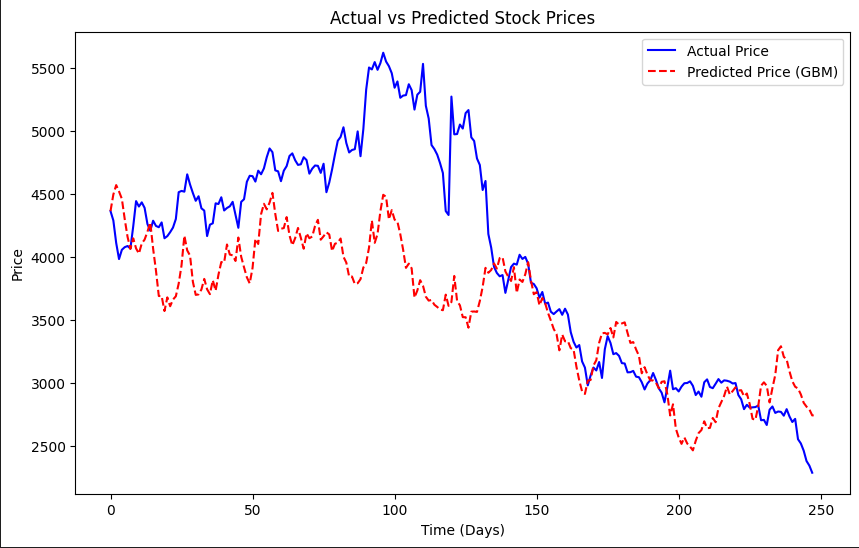 Actual vs Predicted Stock Prices
Actual Price
Predicted Price (GBM)
Price
5500
5000
4500
4000
3500
3000
2500
0 50 100 150 200 250
Time (Days)